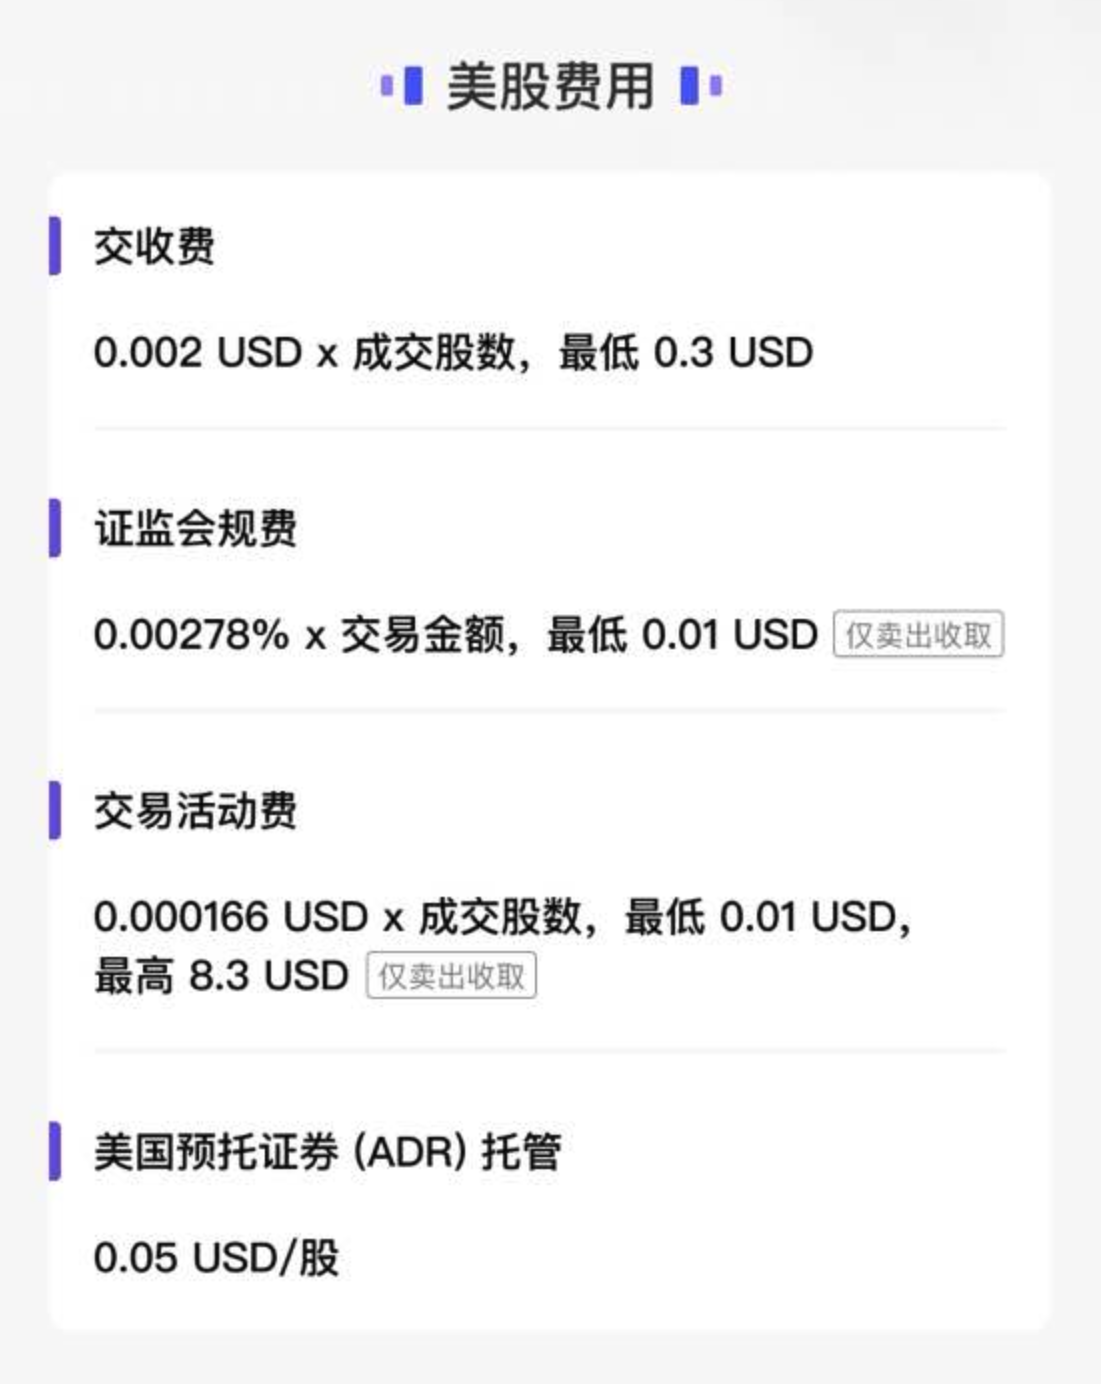 美股费用
交收费
0.002 USD x 成交股数，最低 0.3 USD
证监会规费
0.00278% x 交易金额，最低 0.01 USD 仅卖出收取
交易活动费
0.000166 USD x 成交股数，最低 0.01 USD，
最高 8.3 USD 仅卖出收取
美国预托证券 (ADR) 托管
0.05 USD/股